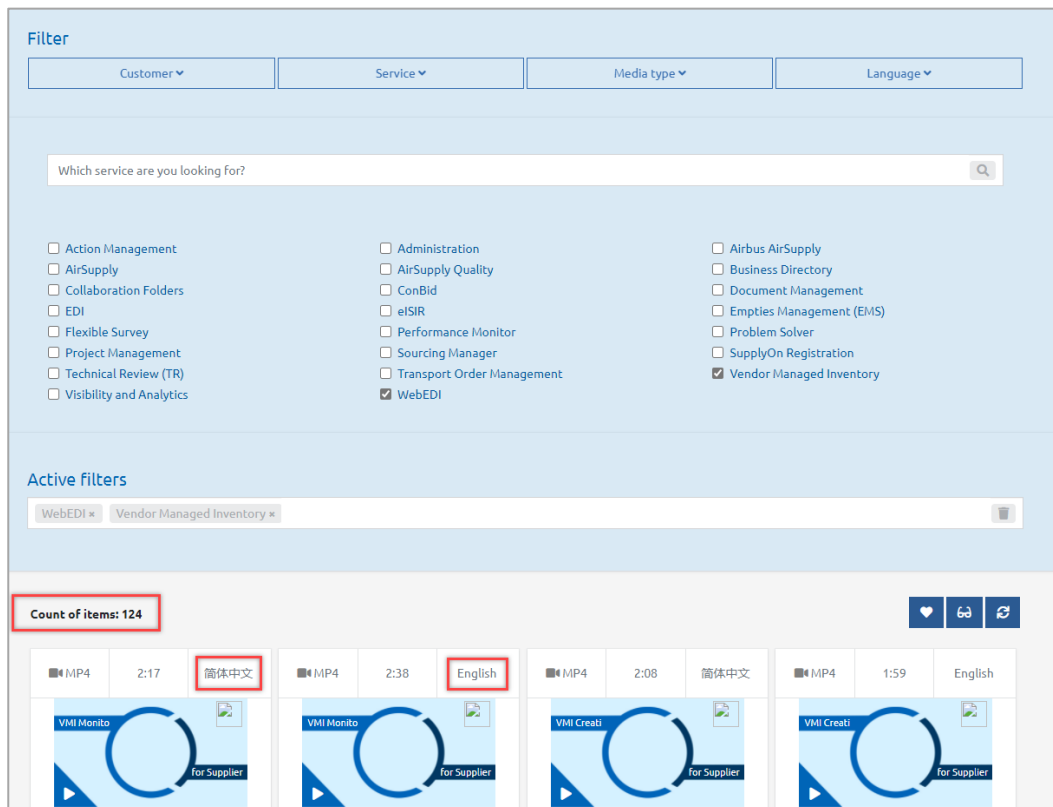 Filter
Customer Service Media type Language
Which service are you looking for?
Action Management Administration Airbus AirSupply
AirSupply AirSupply Quality Business Directory
Collaboration Folders ConBid Document Management
EDI eISIR Empties Management (EMS)
Flexible Survey Performance Monitor Problem Solver
Project Management Sourcing Manager SupplyOn Registration
Technical Review (TR) Transport Order Management Vendor Managed Inventory
Visibility and Analytics WebEDI
Active filters
WebEDI × Vendor Managed Inventory ×
Count of items: 124
MP4 2:17 简体中文 MP4 2:38 English MP4 2:08 简体中文 MP4 1:59 English
VMI Monito VMI Monito VMI Creati VMI Creati
for Supplier for Supplier for Supplier for Supplier